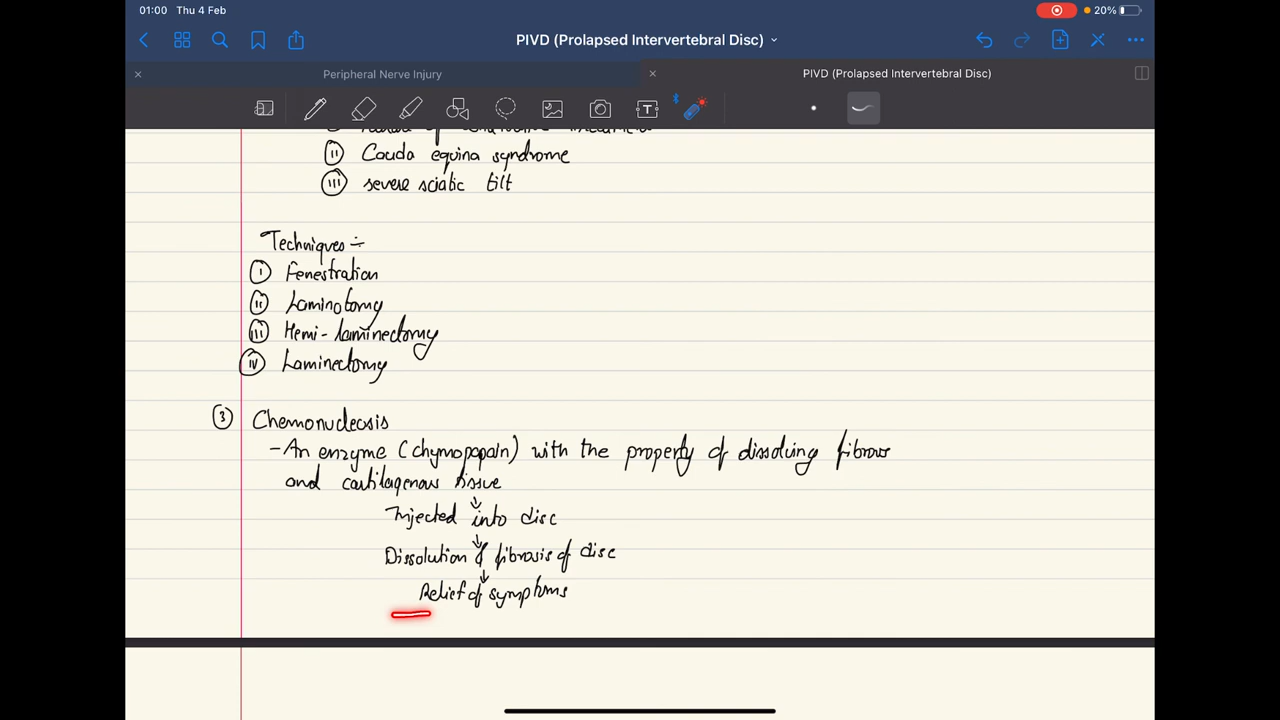 01:00 Thu 4 Feb
20%
PIVD (Prolapsed Intervertebral Disc)
Peripheral Nerve Injury
PIVD (Prolapsed Intervertebral Disc)
T
(ii) Cauda equina syndrome
(iii) severe sciatic tilt
Techniques :-
(i) Fenestration
(ii) Laminotomy
(iii) Hemi-laminectomy
(iv) Laminectomy
(3) Chemonucleosis
- An enzyme (chymopapain) with the property of dissolving fibrous
and cartilagenous tissue
↓
Injected into disc
↓
Dissolution & fibrosis of disc
↓
Relief of symptoms